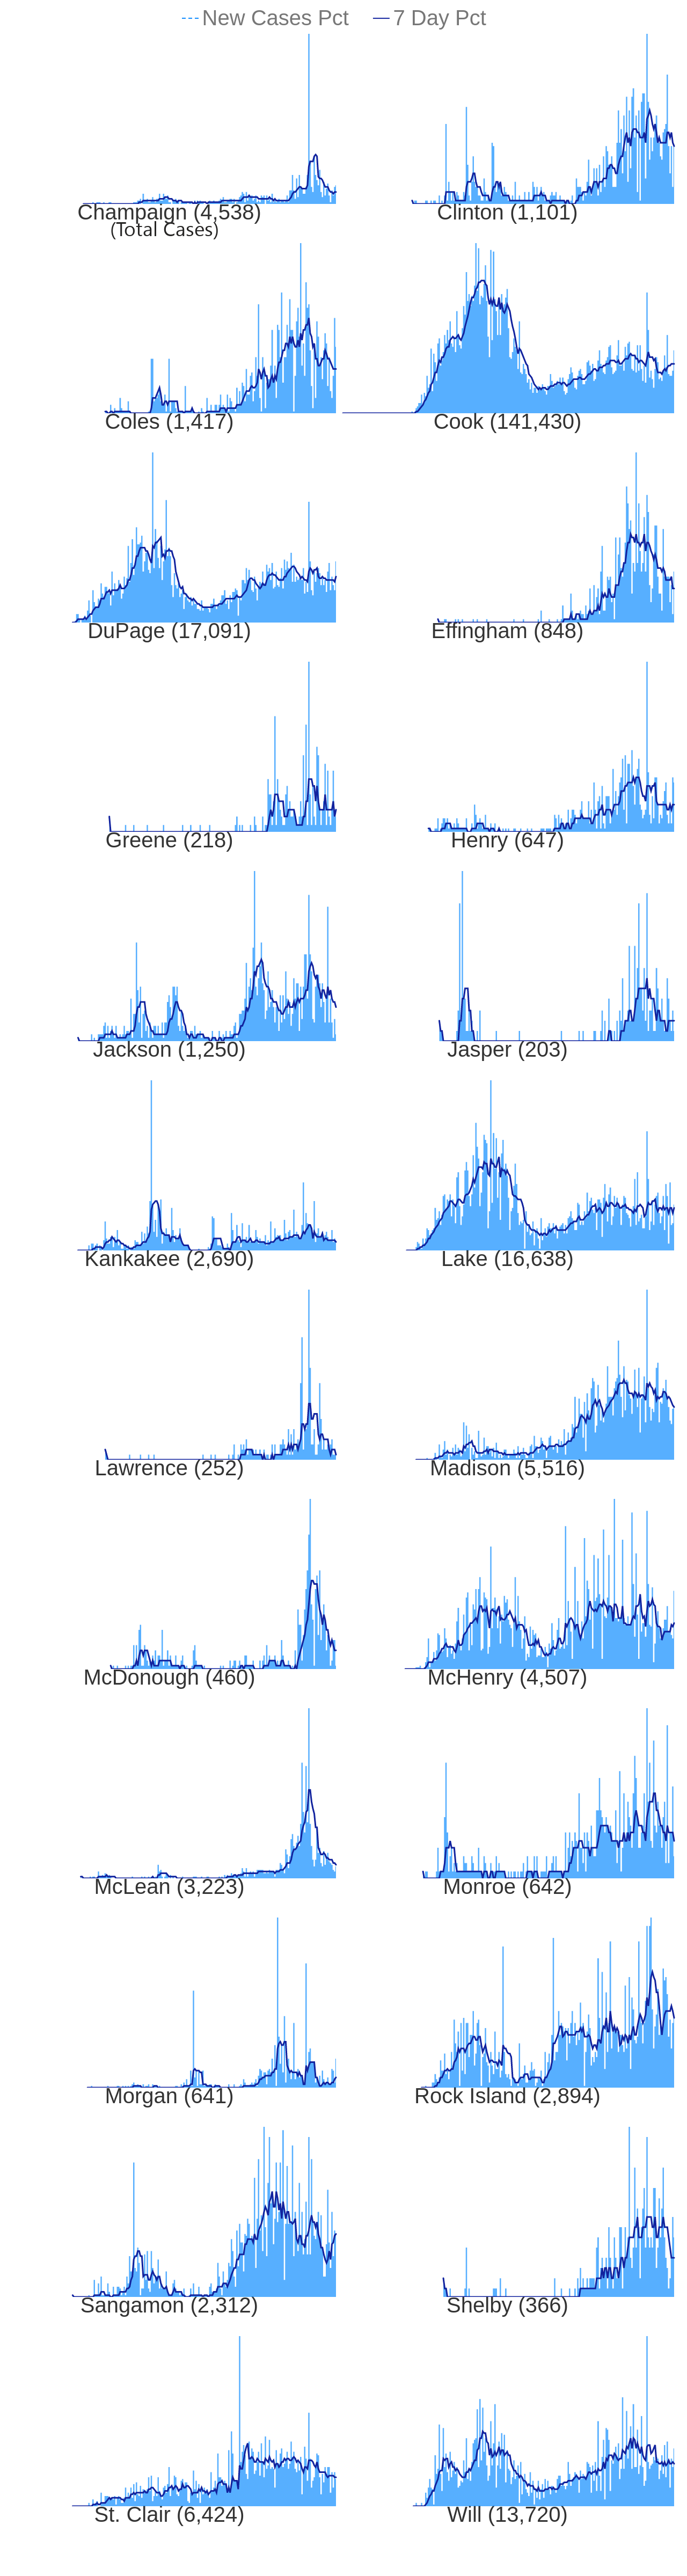 New Cases Pct 7 Day Pct
Champaign (4,538) Clinton (1,101)
(Total Cases)
Coles (1,417) Cook (141,430)
DuPage (17,091) Effingham (848)
Greene (218) Henry (647)
Jackson (1,250) Jasper (203)
Kankakee (2,690) Lake (16,638)
Lawrence (252) Madison (5,516)
McDonough (460) McHenry (4,507)
McLean (3,223) Monroe (642)
Morgan (641) Rock Island (2,894)
Sangamon (2,312) Shelby (366)
St. Clair (6,424) Will (13,720)